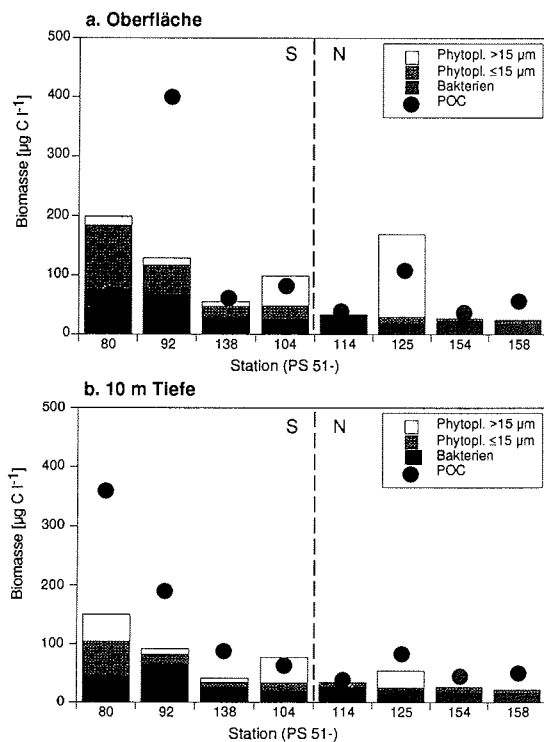 a. Oberfläche
500
400
300
200
100
0
Biomasse [µg C l-1]
S N
Phytopl. >15 µm
Phytopl. ≤15 µm
Bakterien
POC
80 92 138 104 114 125 154 158
Station (PS 51-)
b. 10 m Tiefe
500
400
300
200
100
0
Biomasse [µg C l-1]
S N
Phytopl. >15 µm
Phytopl. ≤15 µm
Bakterien
POC
80 92 138 104 114 125 154 158
Station (PS 51-)